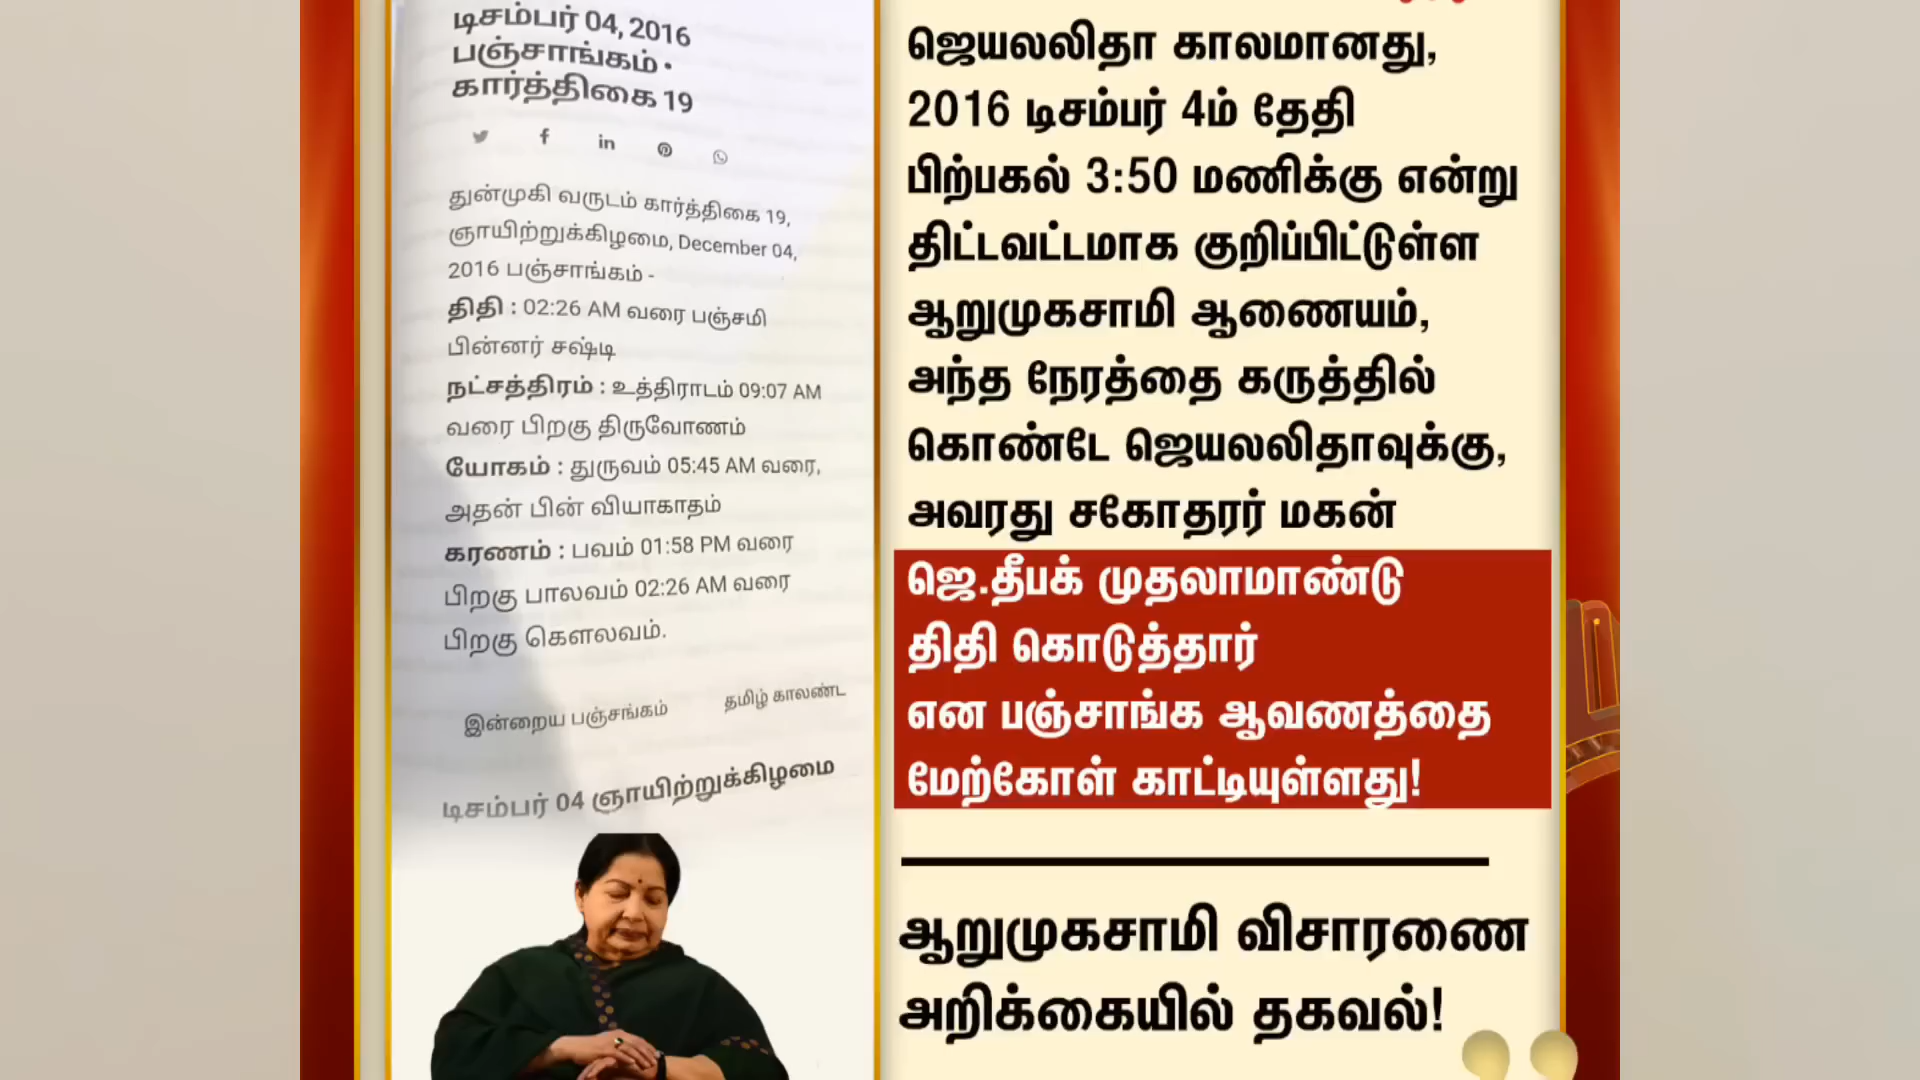 டிசம்பர் 04, 2016
பஞ்சாங்கம் •
கார்த்திகை 19
துன்முகி வருடம் கார்த்திகை 19,
ஞாயிற்றுக்கிழமை, December 04,
2016 பஞ்சாங்கம் -
திதி : 02:26 AM வரை பஞ்சமி
பின்னர் சஷ்டி
நட்சத்திரம் : உத்திராடம் 09:07 AM
வரை பிறகு திருவோணம்
யோகம் : துருவம் 05:45 AM வரை,
அதன் பின் வியாகாதம்
கரணம் : பவம் 01:58 PM வரை
பிறகு பாலவம் 02:26 AM வரை
பிறகு கௌலவம்.
இன்றைய பஞ்சங்கம் தமிழ் காலண்ட
டிசம்பர் 04 ஞாயிற்றுக்கிழமை
ஜெயலலிதா காலமானது,
2016 டிசம்பர் 4ம் தேதி
பிற்பகல் 3:50 மணிக்கு என்று
திட்டவட்டமாக குறிப்பிட்டுள்ள
ஆறுமுகசாமி ஆணையம்,
அந்த நேரத்தை கருத்தில்
கொண்டே ஜெயலலிதாவுக்கு,
அவரது சகோதரர் மகன்
ஜெ.தீபக் முதலாமாண்டு
திதி கொடுத்தார்
என பஞ்சாங்க ஆவணத்தை
மேற்கோள் காட்டியுள்ளது!
ஆறுமுகசாமி விசாரணை
அறிக்கையில் தகவல்!